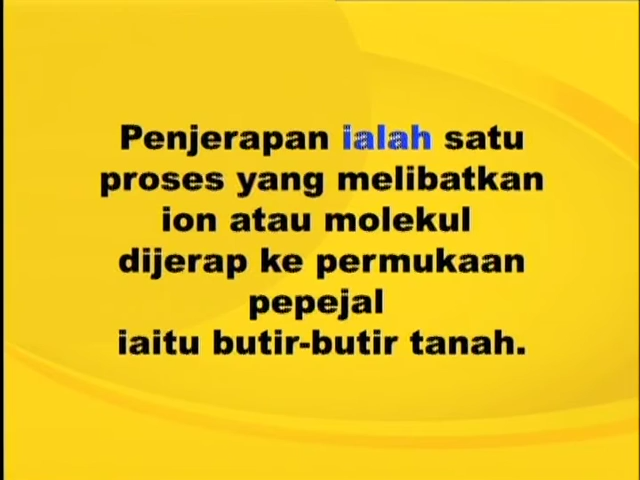 Penjerapan ialah satu
proses yang melibatkan
ion atau molekul
dijerap ke permukaan
pepejal
iaitu butir-butir tanah.